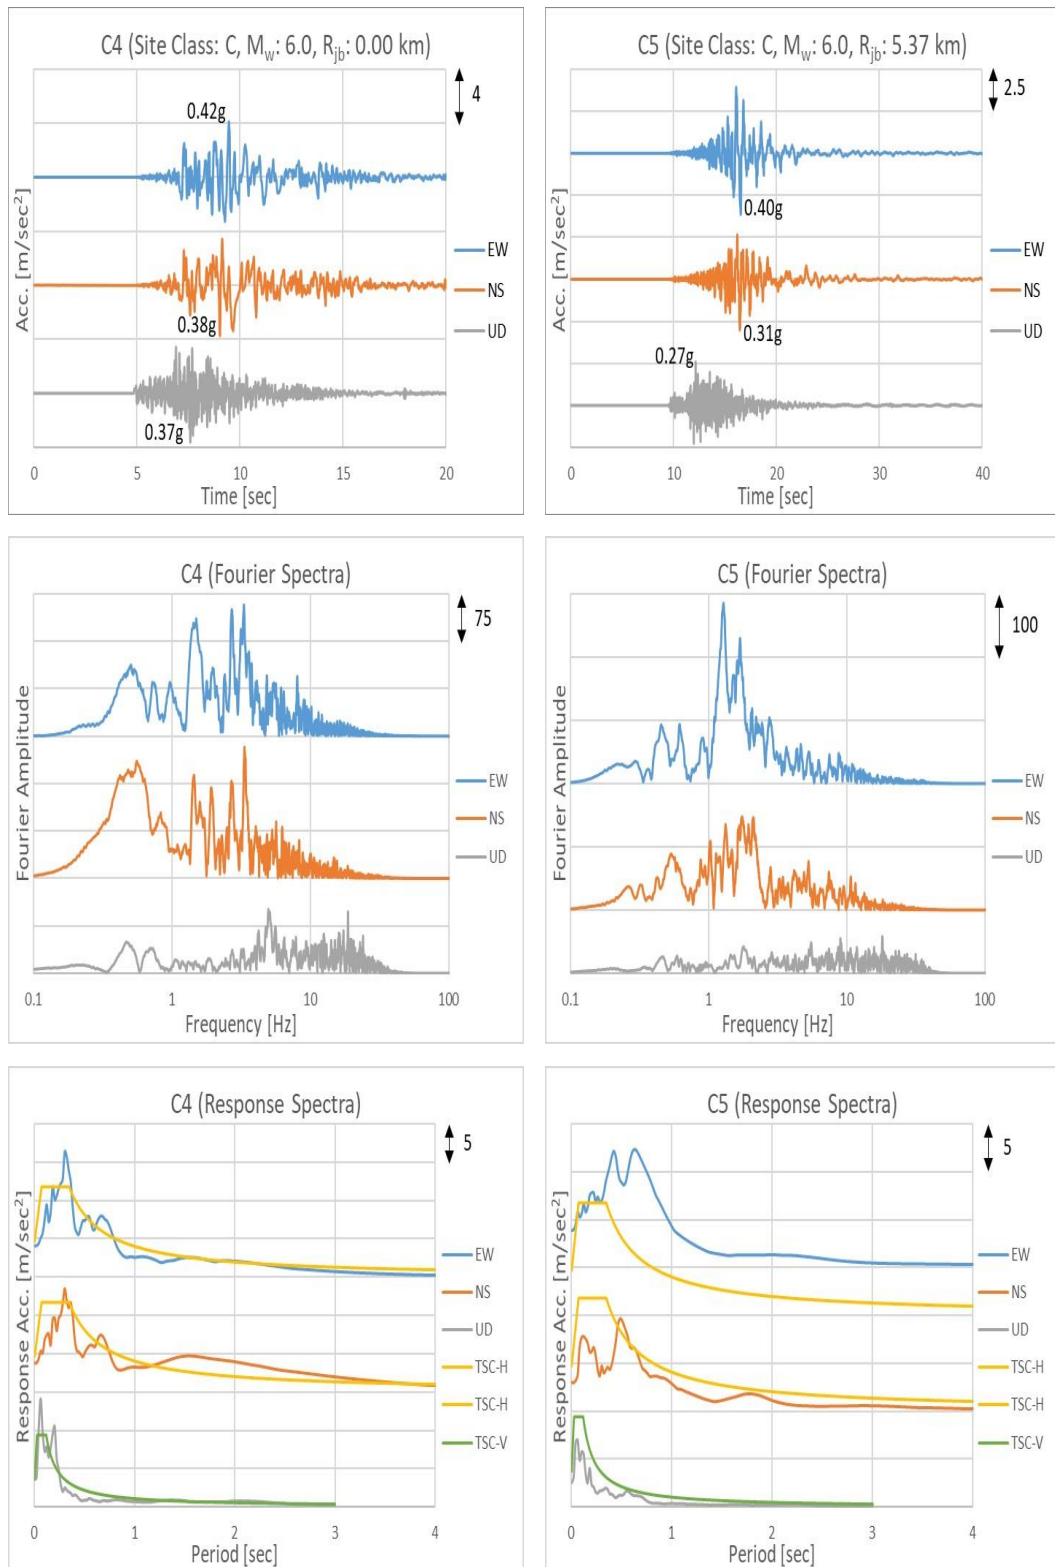 C4 (Site Class: C, Mw: 6.0, Rjb: 0.00 km)
4
0.42g
0.38g
0.37g
Acc. [m/sec²]
EW
NS
UD
0 5 10 15 20
Time [sec]
C5 (Site Class: C, Mw: 6.0, Rjb: 5.37 km)
2.5
0.40g
0.31g
0.27g
Acc. [m/sec²]
EW
NS
UD
0 10 20 30 40
Time [sec]
C4 (Fourier Spectra)
75
Fourier Amplitude
EW
NS
UD
0.1 1 10 100
Frequency [Hz]
C5 (Fourier Spectra)
100
Fourier Amplitude
EW
NS
UD
0.1 1 10 100
Frequency [Hz]
C4 (Response Spectra)
5
Response Acc. [m/sec²]
EW
NS
UD
TSC-H
TSC-H
TSC-V
0 1 2 3 4
Period [sec]
C5 (Response Spectra)
5
Response Acc. [m/sec²]
EW
NS
UD
TSC-H
TSC-H
TSC-V
0 1 2 3 4
Period [sec]